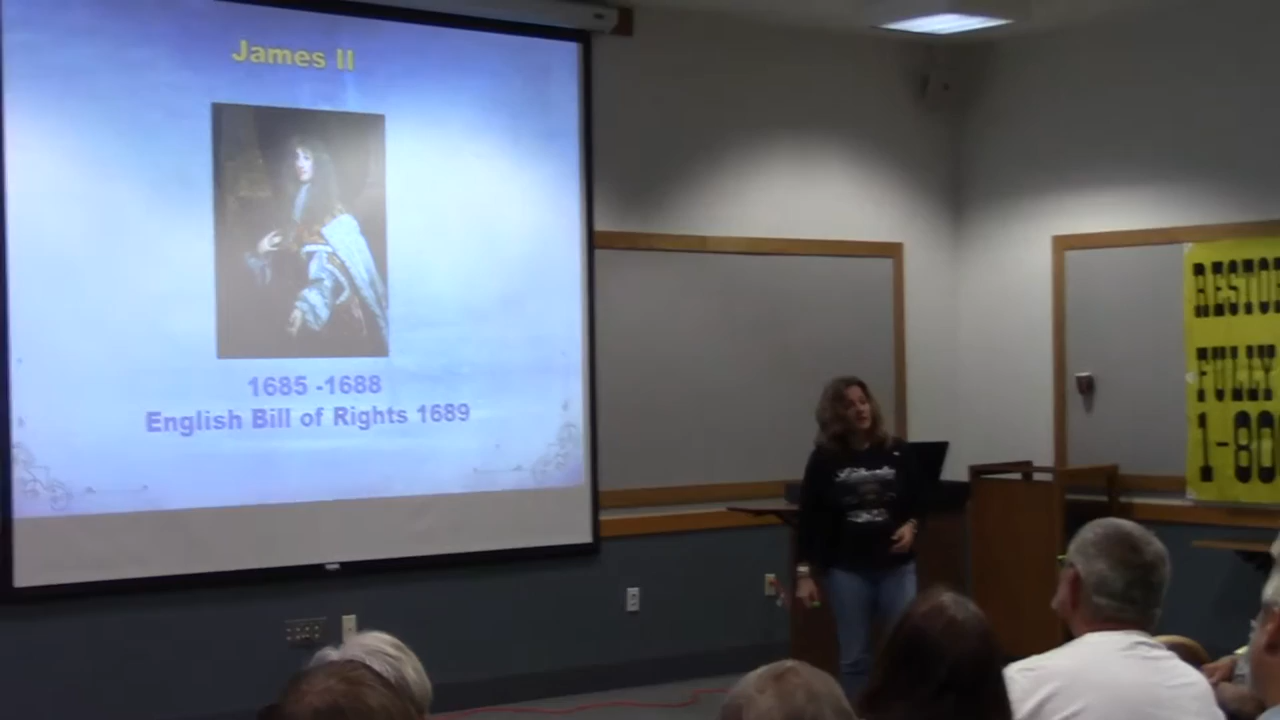 James II
1685 -1688
English Bill of Rights 1689
RESTO
FULLY
1-80